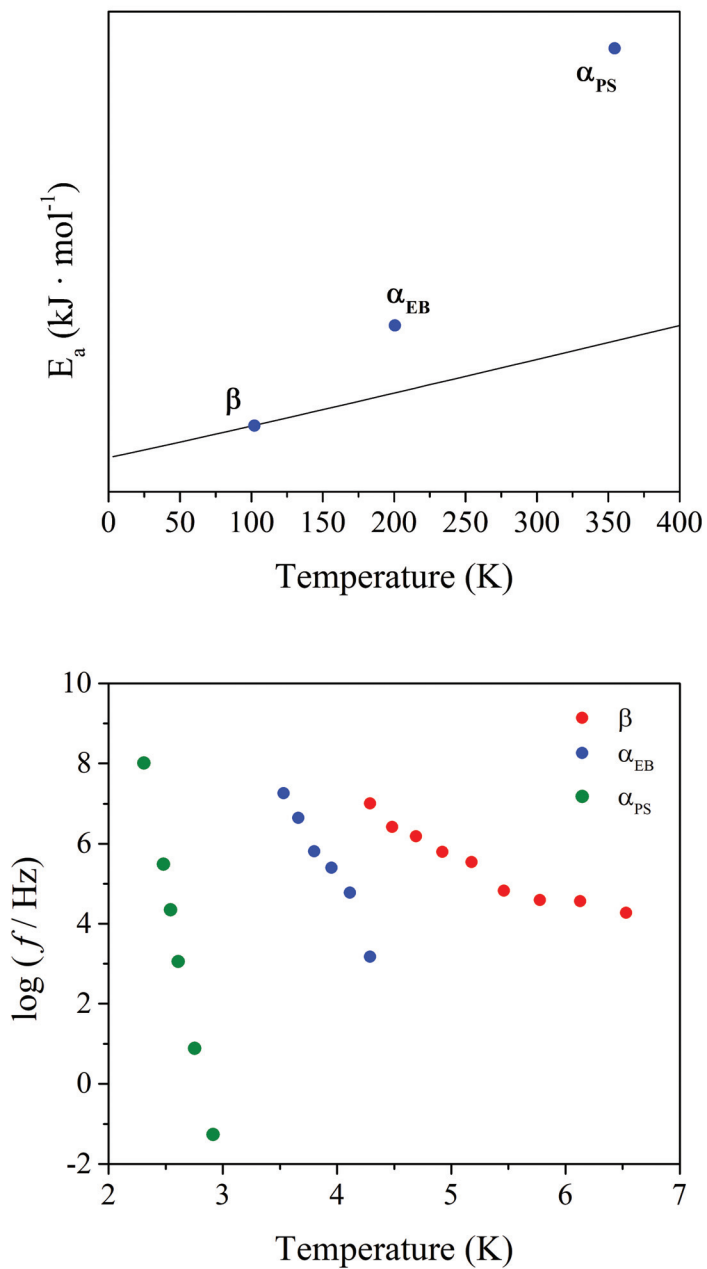 E_a (kJ · mol^-1)
α_PS
α_EB
β
0 50 100 150 200 250 300 350 400
Temperature (K)
10
8
6
4
2
0
-2
log (f / Hz)
β
α_EB
α_PS
2 3 4 5 6 7
Temperature (K)